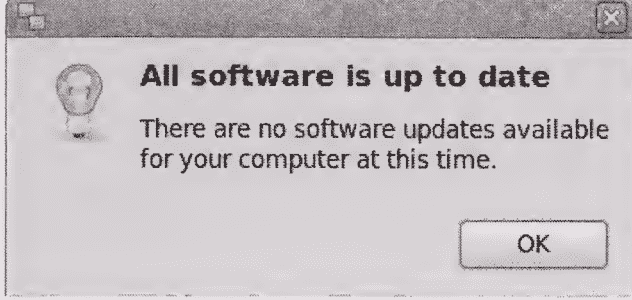 All software is up to date
There are no software updates available
for your computer at this time.
OK